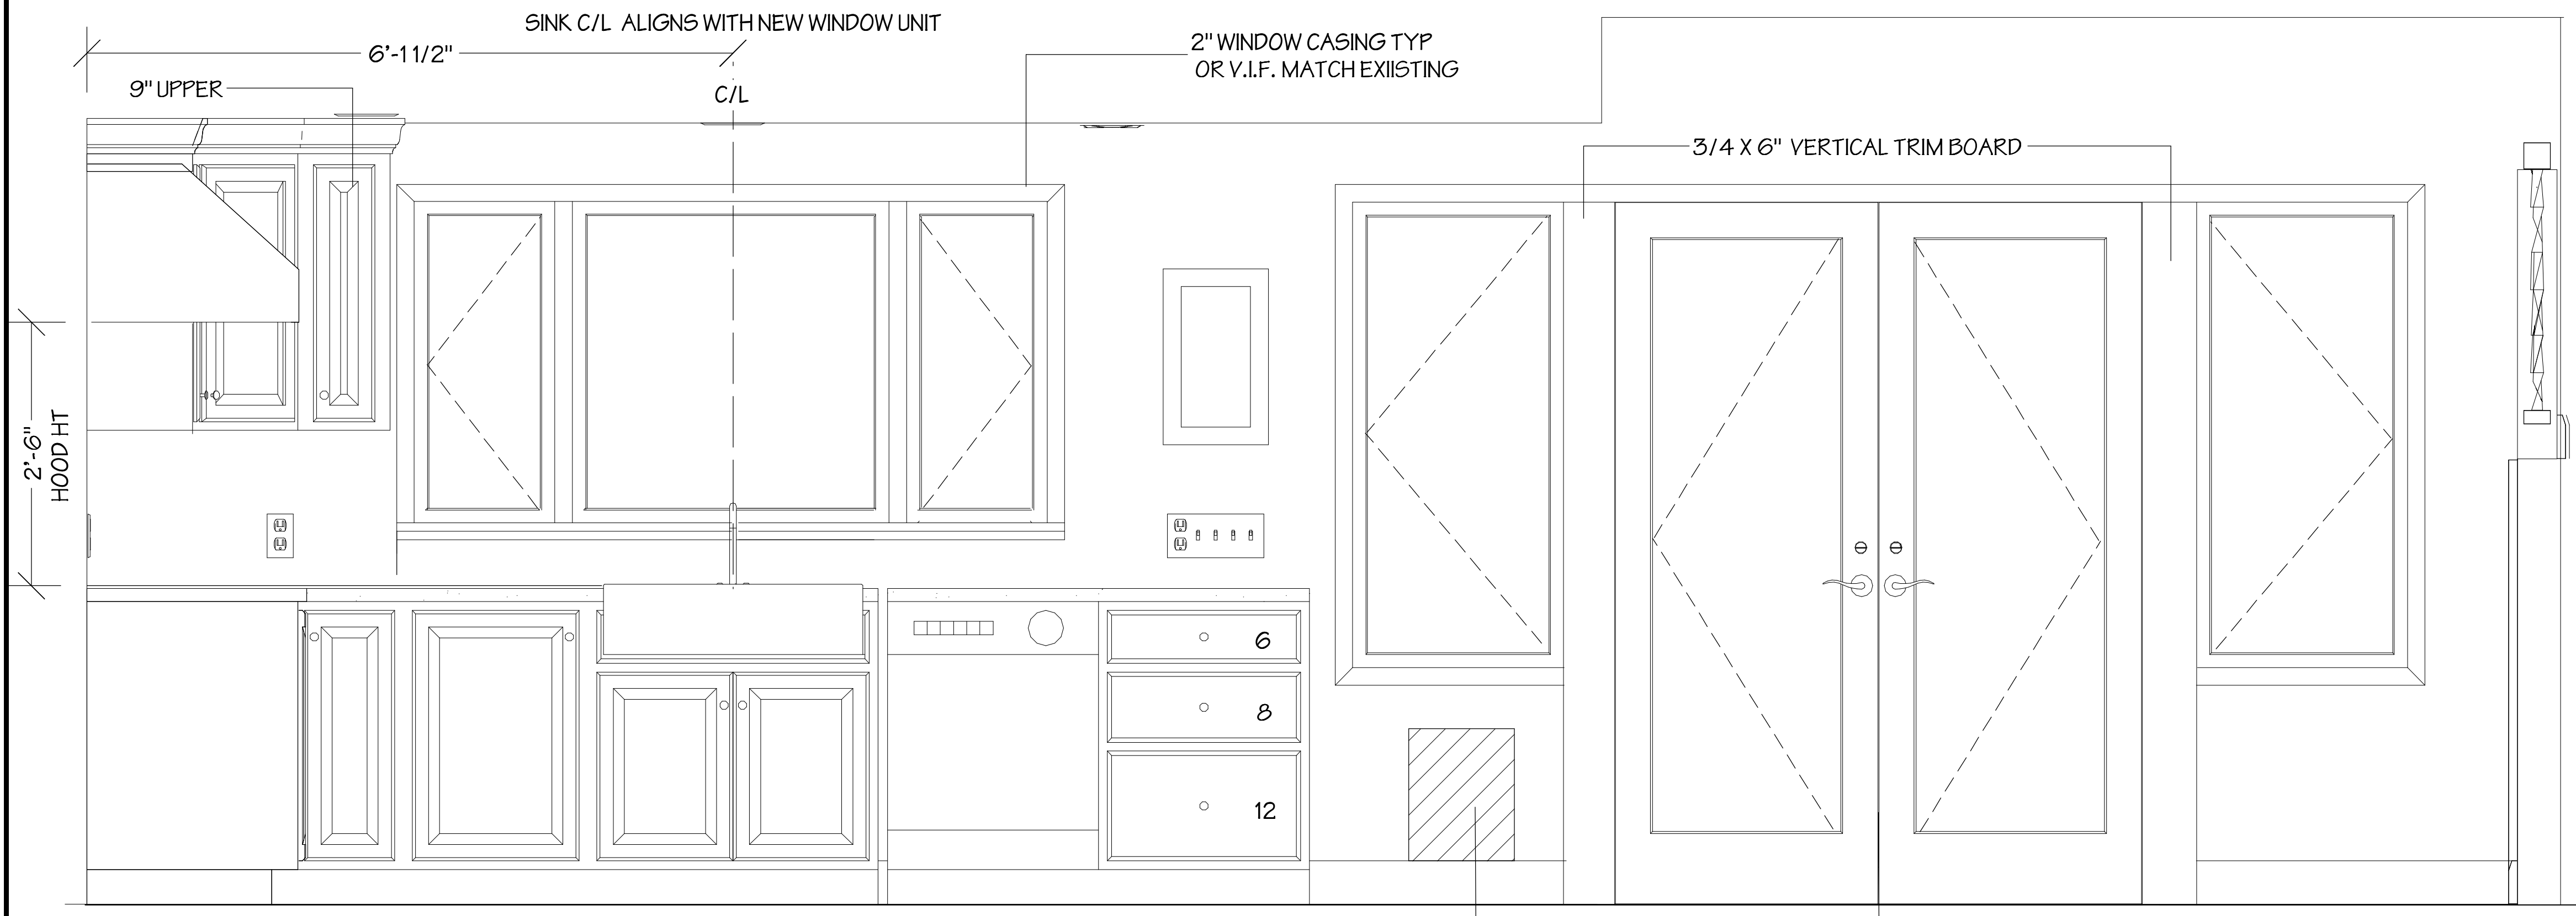 SINK C/L ALIGNS WITH NEW WINDOW UNIT
6'-11/2"
2" WINDOW CASING TYP
OR V.I.F. MATCH EXIISTING
9" UPPER
C/L
3/4 X 6" VERTICAL TRIM BOARD
2'-6"
HOOD HT
6
8
12